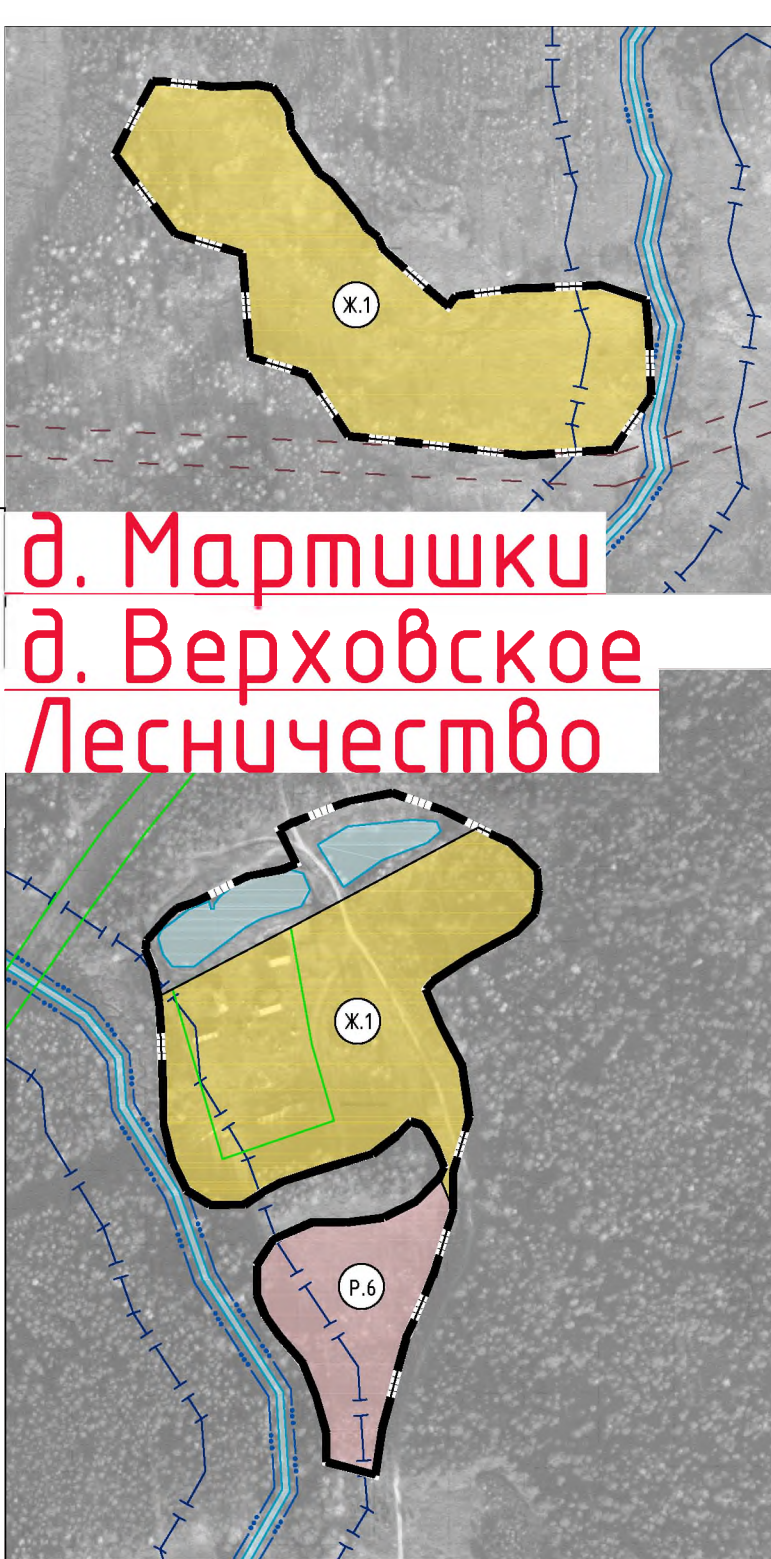 Ж.1
д. Мартишки
д. Верховское
Лесничество
Ж.1
Р.6